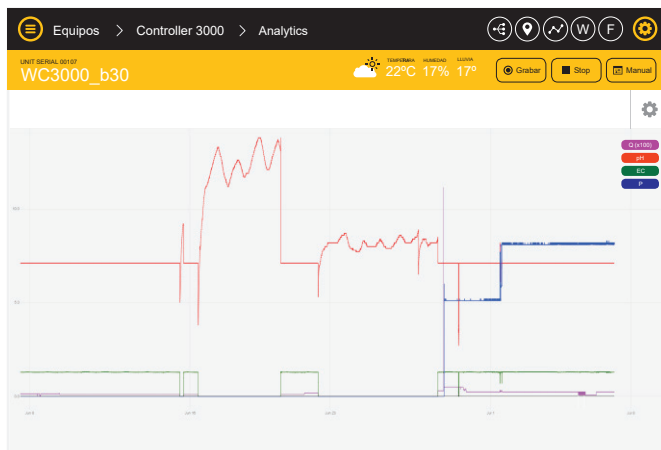 Equipos > Controller 3000 > Analytics
W F
UNIT SERIAL 00107
WC3000_b30
TEMPERARA HUMEDAD LLUVIA
22ºC 17% 17º
Grabar Stop Manual
Q (x100)
pH
EC
P